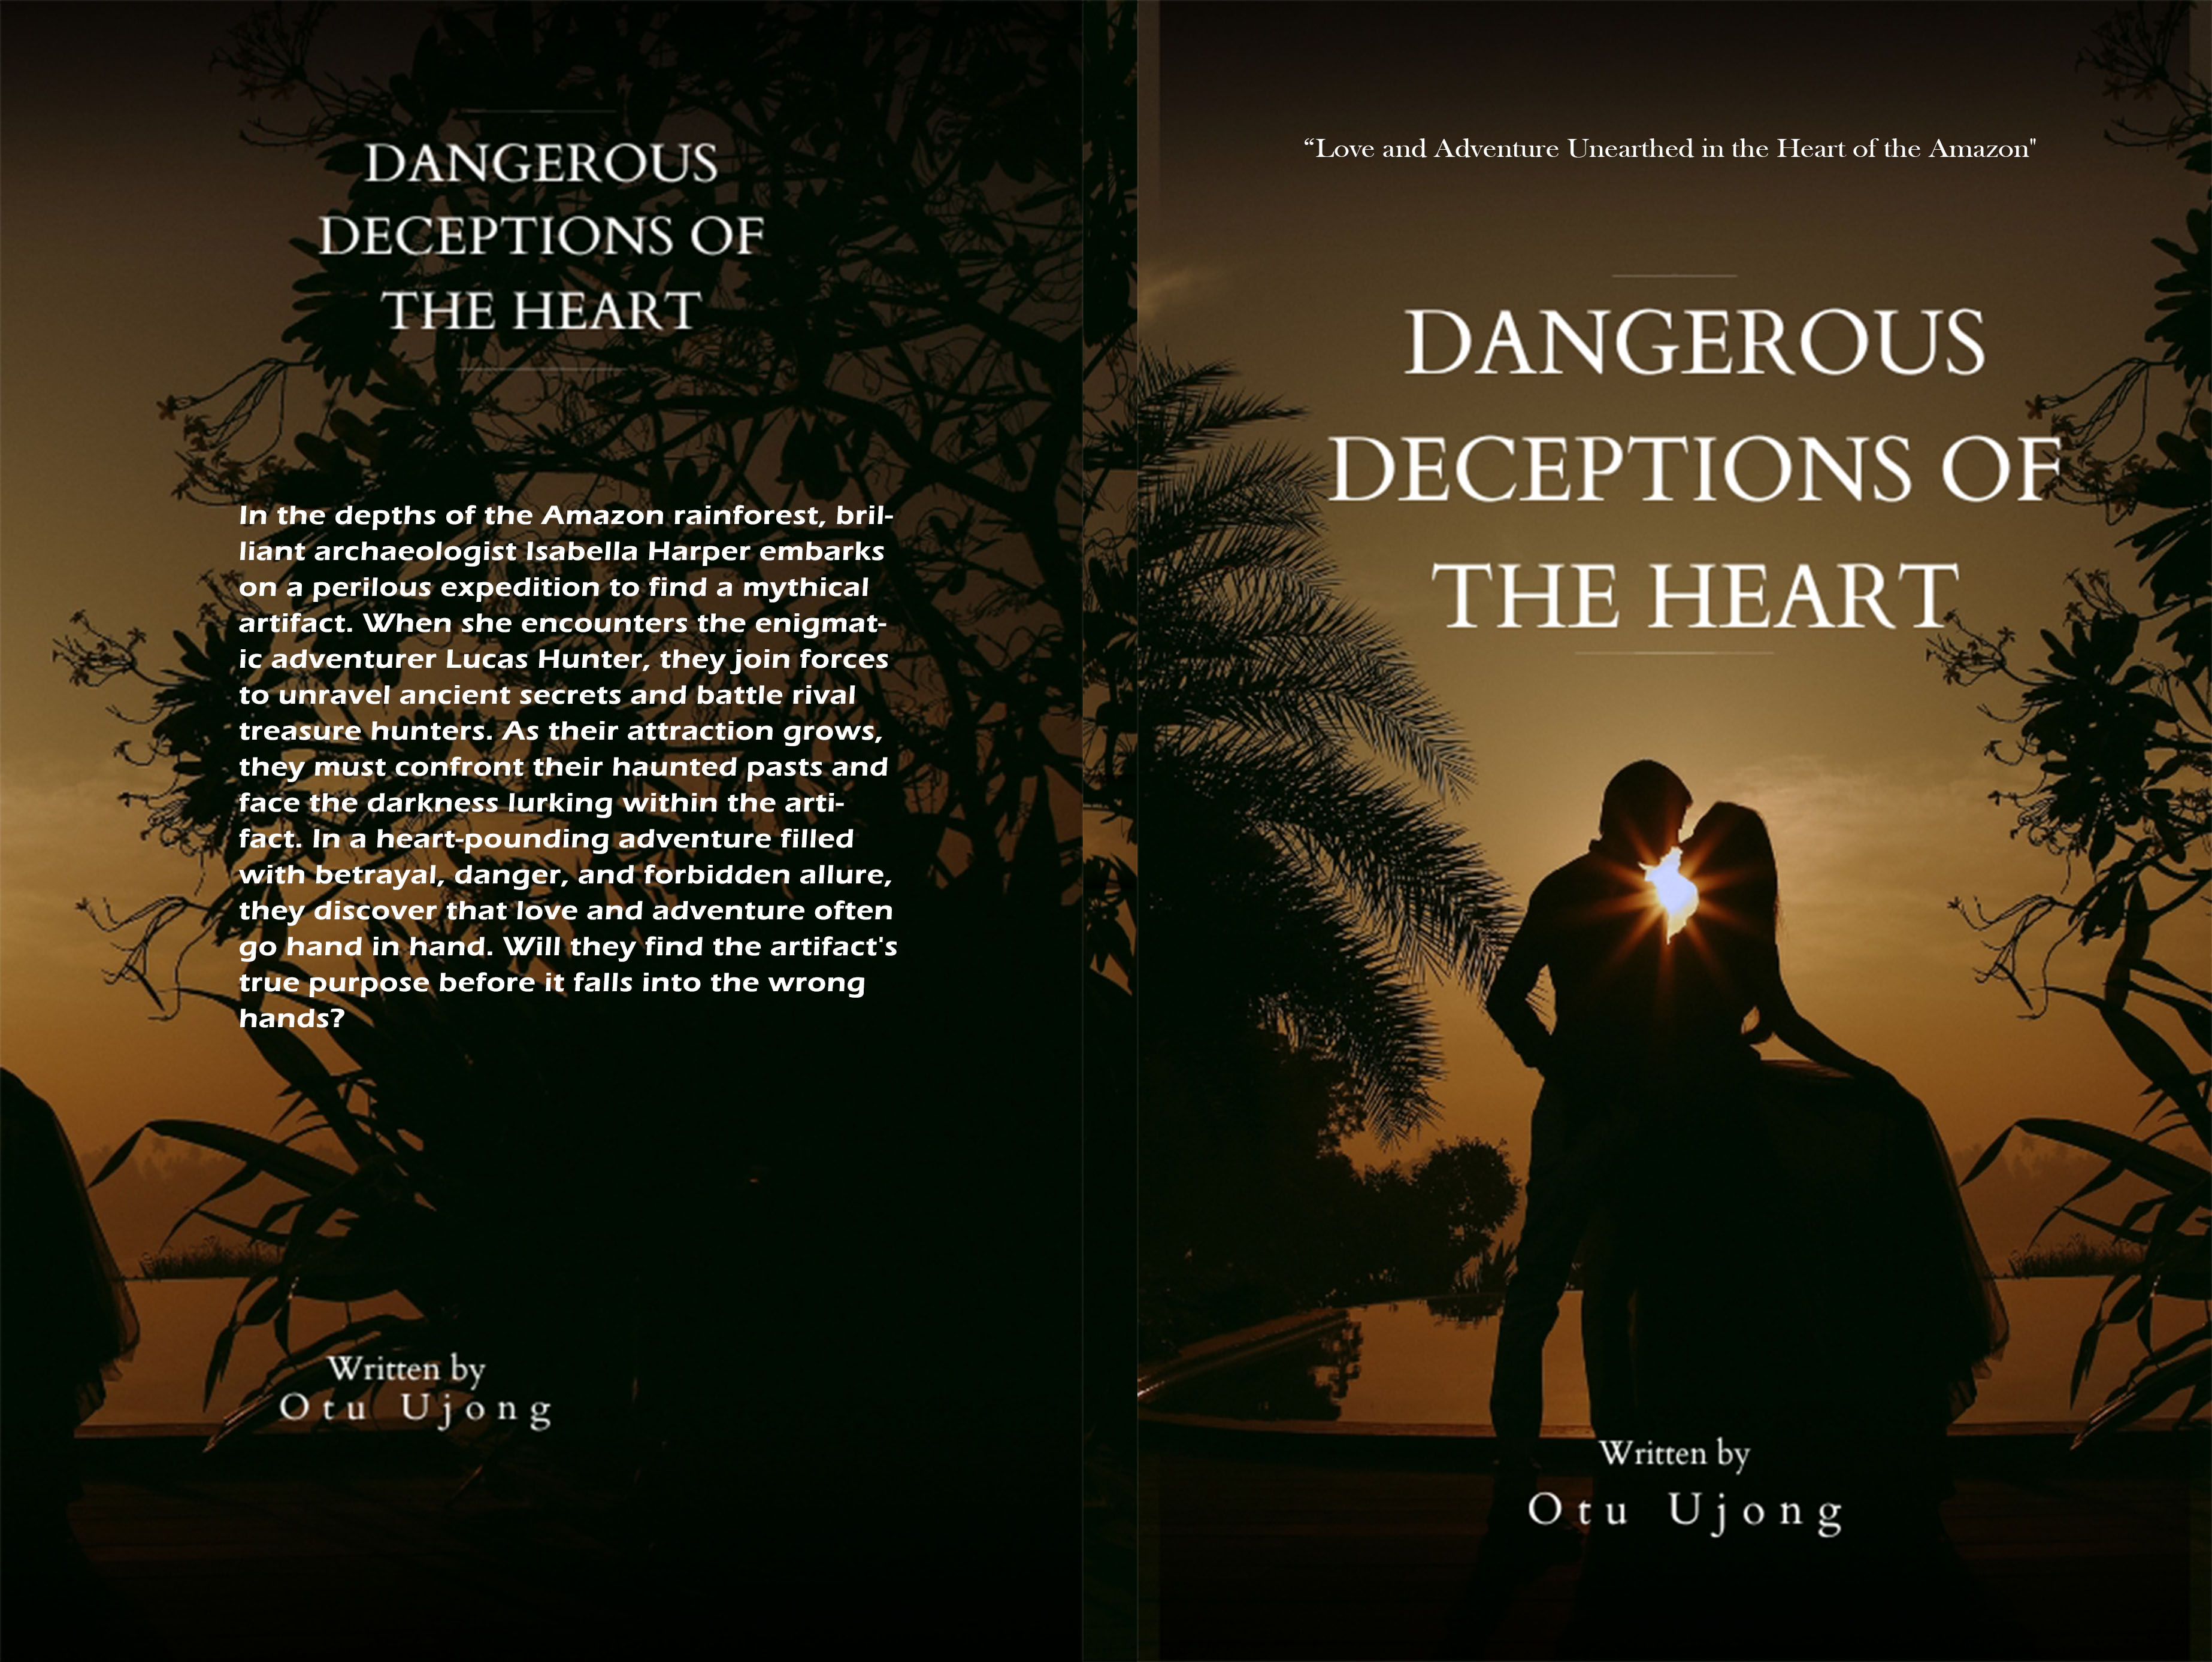 DANGEROUS
DECEPTIONS OF
THE HEART
In the depths of the Amazon rainforest, bril-
liant archaeologist Isabella Harper embarks
on a perilous expedition to find a mythical
artifact. When she encounters the enigmat-
ic adventurer Lucas Hunter, they join forces
to unravel ancient secrets and battle rival
treasure hunters. As their attraction grows,
they must confront their haunted pasts and
face the darkness lurking within the arti-
fact. In a heart-pounding adventure filled
with betrayal, danger, and forbidden allure,
they discover that love and adventure often
go hand in hand. Will they find the artifact's
true purpose before it falls into the wrong
hands?
Written by
Otu Ujong
“Love and Adventure Unearthed in the Heart of the Amazon"
DANGEROUS
DECEPTIONS OF
THE HEART
Written by
Otu Ujong